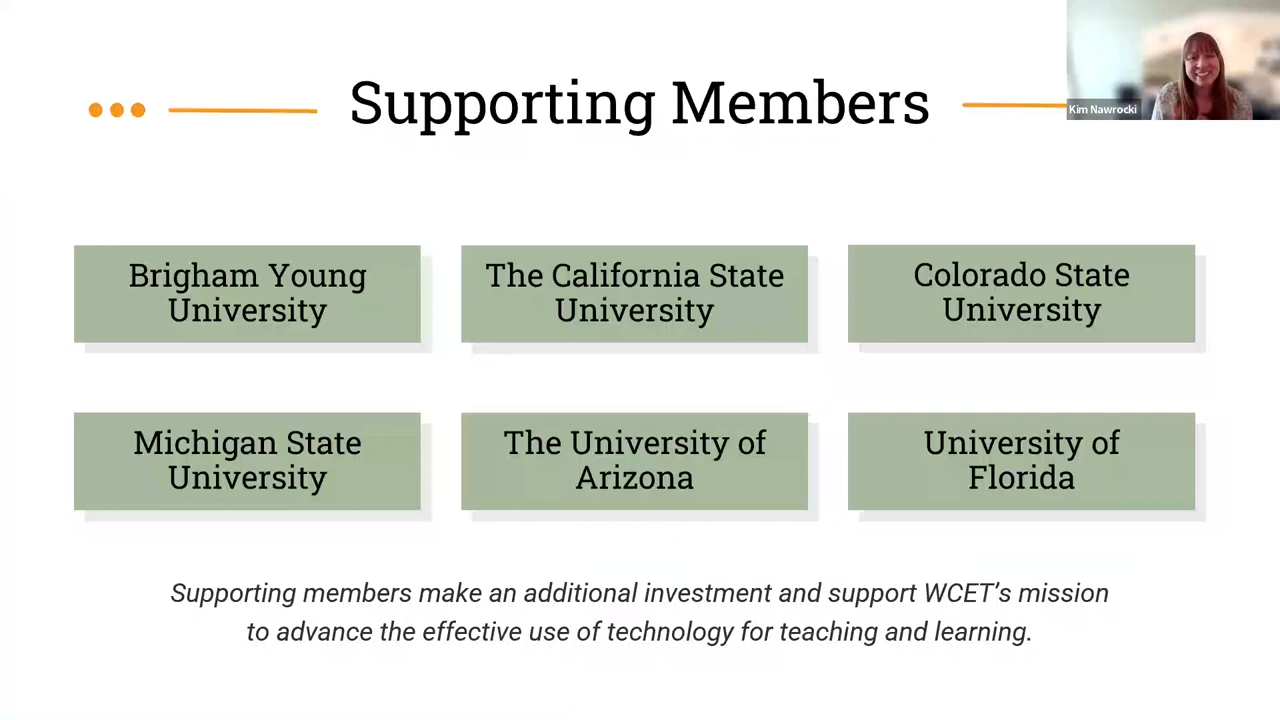 Supporting Members
Kim Nawrocki
Brigham Young
University
The California State
University
Colorado State
University
Michigan State
University
The University of
Arizona
University of
Florida
Supporting members make an additional investment and support WCET’s mission
to advance the effective use of technology for teaching and learning.